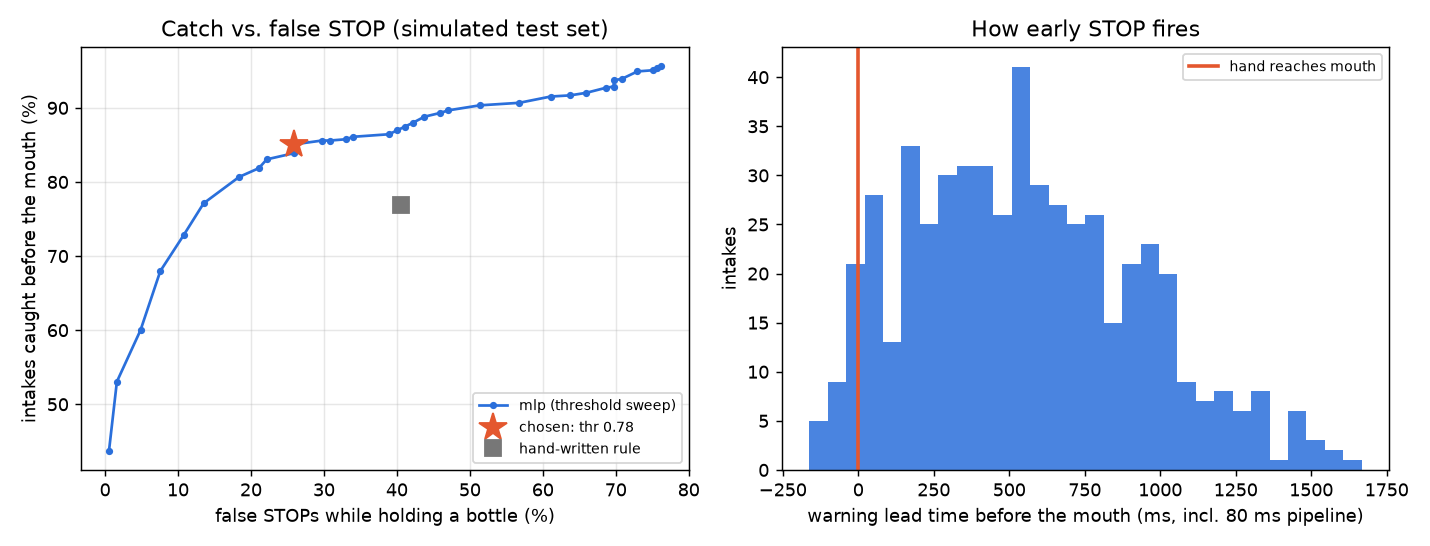 Catch vs. false STOP (simulated test set)
intakes caught before the mouth (%)
90
80
70
60
50
0 10 20 30 40 50 60 70 80
false STOPs while holding a bottle (%)
mlp (threshold sweep)
chosen: thr 0.78
hand-written rule
How early STOP fires
hand reaches mouth
intakes
40
35
30
25
20
15
10
5
0
−250 0 250 500 750 1000 1250 1500 1750
warning lead time before the mouth (ms, incl. 80 ms pipeline)